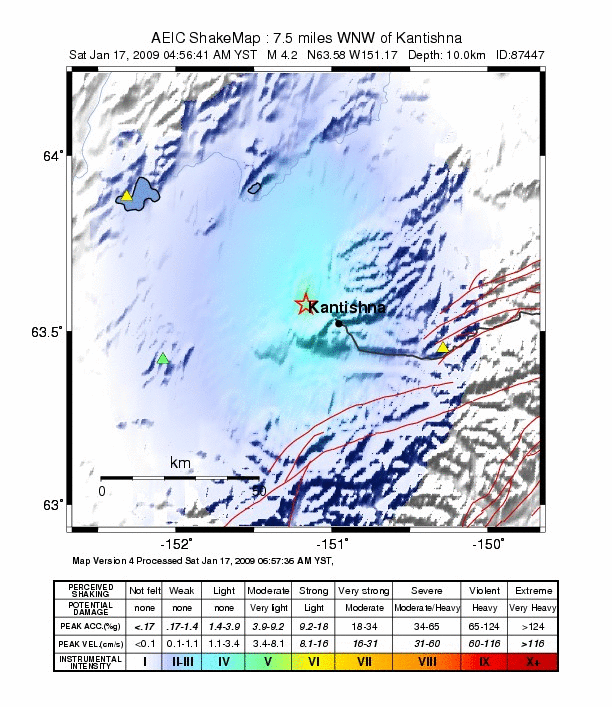 AEIC ShakeMap : 7.5 miles WNW of Kantishna
Sat Jan 17, 2009 04:56:41 AM YST M 4.2 N63.58 W151.17 Depth: 10.0km ID:87447
64°
Kantishna
63.5°
km
0 50
63°
-152° -151° -150°
Map Version 4 Processed Sat Jan 17, 2009 06:57:35 AM YST,
PERCEIVED SHAKING Not felt Weak Light Moderate Strong Very strong Severe Violent Extreme
POTENTIAL DAMAGE none none none Very light Light Moderate Moderate/Heavy Heavy Very Heavy
PEAK ACC.(%g) <.17 .17-1.4 1.4-3.9 3.9-9.2 9.2-18 18-34 34-65 65-124 >124
PEAK VEL.(cm/s) <0.1 0.1-1.1 1.1-3.4 3.4-8.1 8.1-16 16-31 31-60 60-116 >116
INSTRUMENTAL INTENSITY I II-III IV V VI VII VIII IX X+